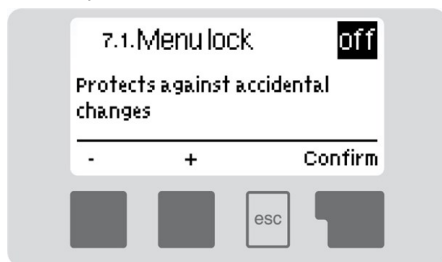 7.1.Menu lock off
Protects against accidental
changes
- + Confirm
esc